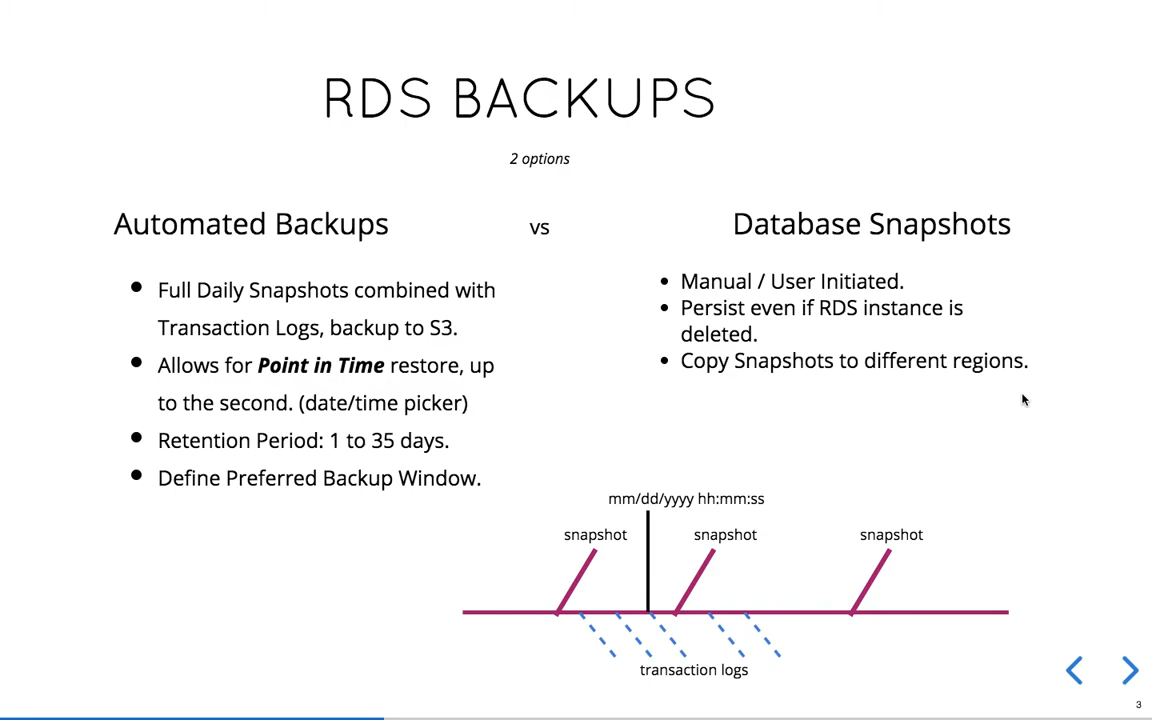 RDS BACKUPS
2 options
Automated Backups
vs
Database Snapshots
Full Daily Snapshots combined with
Transaction Logs, backup to S3.
Allows for Point in Time restore, up
to the second. (date/time picker)
Retention Period: 1 to 35 days.
Define Preferred Backup Window.
Manual / User Initiated.
Persist even if RDS instance is
deleted.
Copy Snapshots to different regions.
mm/dd/yyyy hh:mm:ss
snapshot
snapshot
snapshot
transaction logs
3